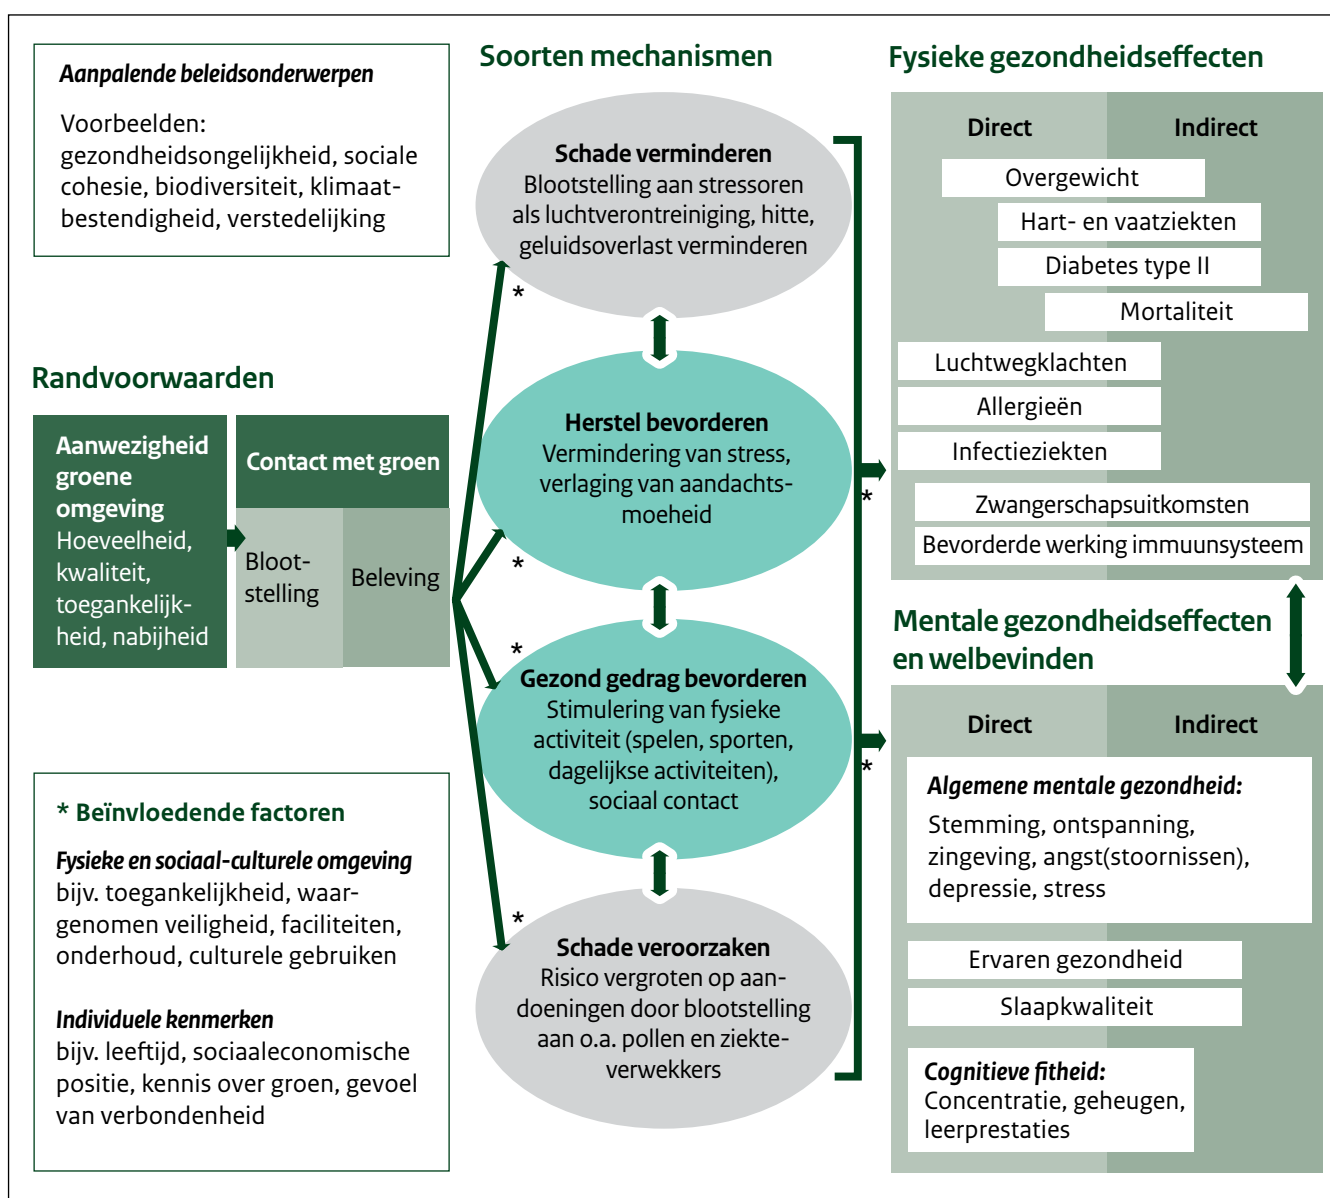 Aanpalende beleidsonderwerpen
Voorbeelden:
gezondheidsongelijkheid, sociale
cohesie, biodiversiteit, klimaat-
bestendigheid, verstedelijking
Randvoorwaarden
Aanwezigheid
groene
omgeving
Hoeveelheid,
kwaliteit,
toegankelijk-
heid, nabijheid
Contact met groen
Bloot-
stelling
Beleving
* Beïnvloedende factoren
Fysieke en sociaal-culturele omgeving
bijv. toegankelijkheid, waar-
genomen veiligheid, faciliteiten,
onderhoud, culturele gebruiken
Individuele kenmerken
bijv. leeftijd, sociaaleconomische
positie, kennis over groen, gevoel
van verbondenheid
Soorten mechanismen
Schade verminderen
Blootstelling aan stressoren
als luchtverontreiniging, hitte,
geluidsoverlast verminderen
*
Herstel bevorderen
Vermindering van stress,
verlaging van aandachts-
moeheid
*
*
Gezond gedrag bevorderen
Stimulering van fysieke
activiteit (spelen, sporten,
dagelijkse activiteiten),
sociaal contact
*
Schade veroorzaken
Risico vergroten op aan-
doeningen door blootstelling
aan o.a. pollen en ziekte-
verwekkers
*
*
Fysieke gezondheidseffecten
Direct
Indirect
Overgewicht
Hart- en vaatziekten
Diabetes type II
Mortaliteit
Luchtwegklachten
Allergieën
Infectieziekten
Zwangerschapsuitkomsten
Bevorderde werking immuunsysteem
Mentale gezondheidseffecten
en welbevinden
Direct
Indirect
Algemene mentale gezondheid:
Stemming, ontspanning,
zingeving, angst(stoornissen),
depressie, stress
Ervaren gezondheid
Slaapkwaliteit
Cognitieve fitheid:
Concentratie, geheugen,
leerprestaties